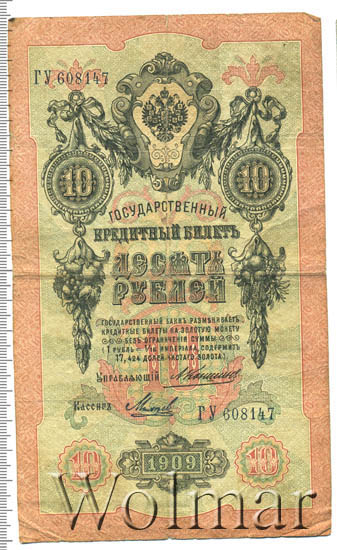 ГУ 608147
10 10
ГОСУДАРСТВЕННЫЙ
КРЕДИТНЫЙ БИЛЕТЪ
ДЕСЯТЬ
РУБЛЕЙ
ГОСУДАРСТВЕННЫЙ БАНКЪ РАЗМѢНИВАЕТЪ
КРЕДИТНЫЕ БИЛЕТЫ НА ЗОЛОТУЮ МОНЕТУ
БЕЗЪ ОГРАНИЧЕНІЯ СУММЫ
(1 РУБЛЬ = 1/15 ИМПЕРІАЛА, СОДЕРЖИТЪ
17,424 ДОЛЕЙ ЧИСТАГО ЗОЛОТА).
УПРАВЛЯЮЩІЙ
Кассиръ
ГУ 608147
10 1909 10
Wolmar